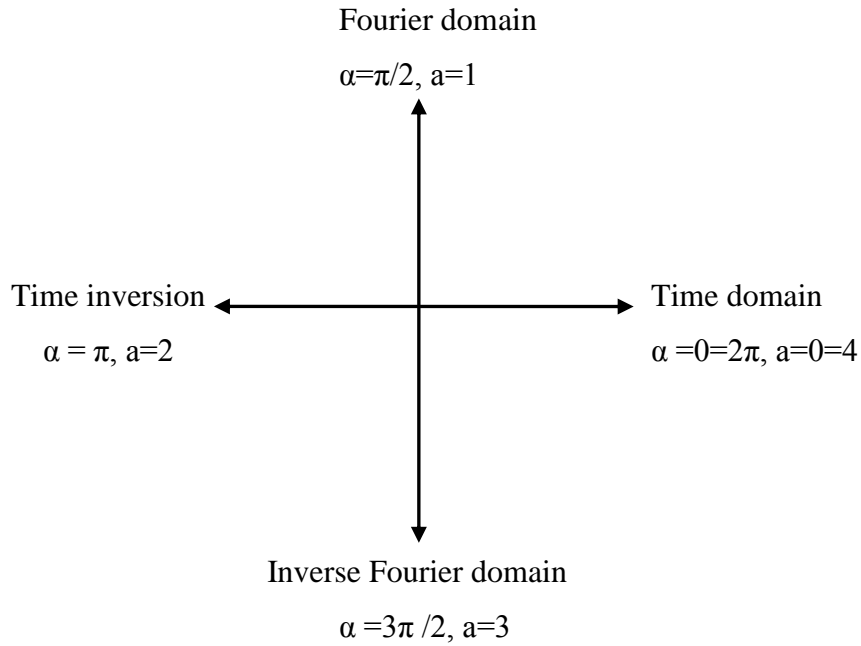 Fourier domain
α=π/2, a=1
Time inversion
α = π, a=2
Time domain
α =0=2π, a=0=4
Inverse Fourier domain
α =3π /2, a=3